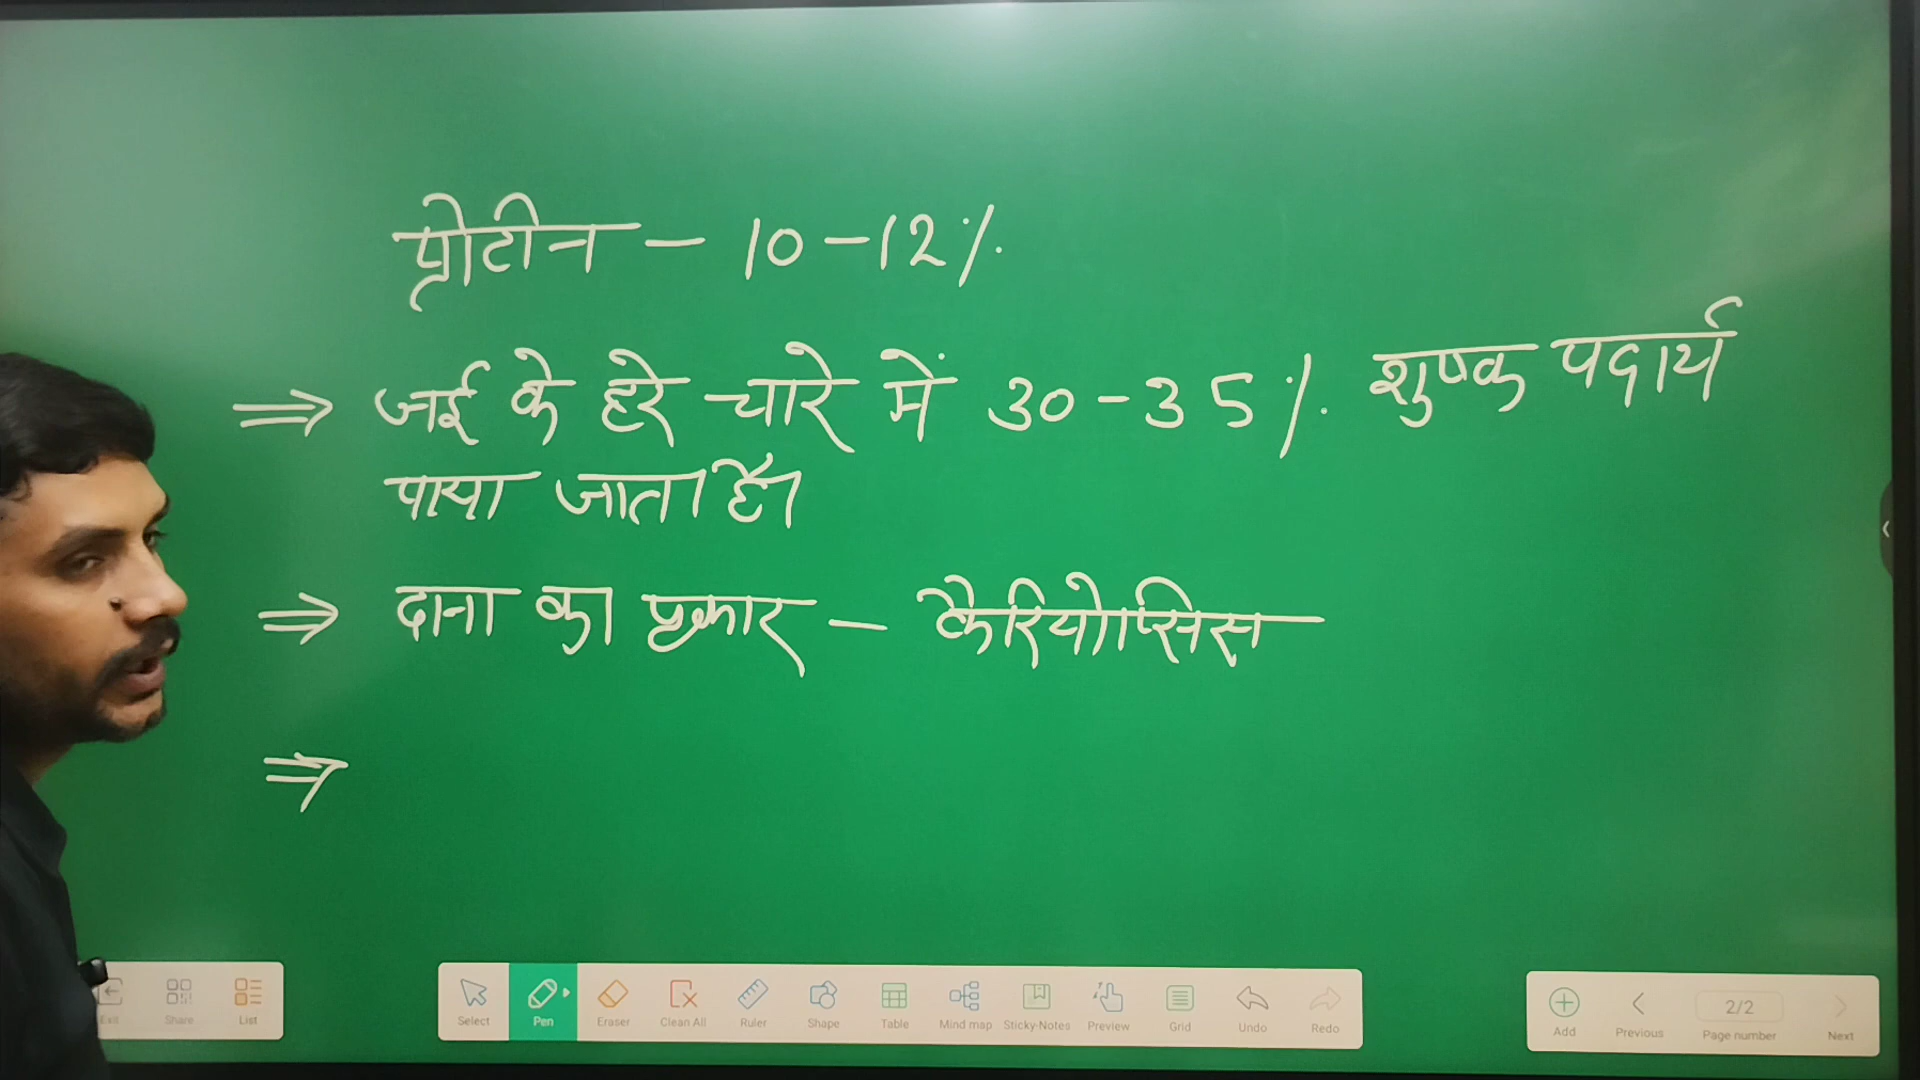 प्रोटीन - 10-12%
⇒ जई के हरे चारे में 30-35% शुष्क पदार्थ
पाया जाता है।
⇒ दाना का प्रकार - कैरियोप्सिस
⇒
Exit Share List Select Pen Eraser Clean All Ruler Shape Table Mind map Sticky-Notes Preview Grid Undo Redo Add Previous 2/2 Page number Next